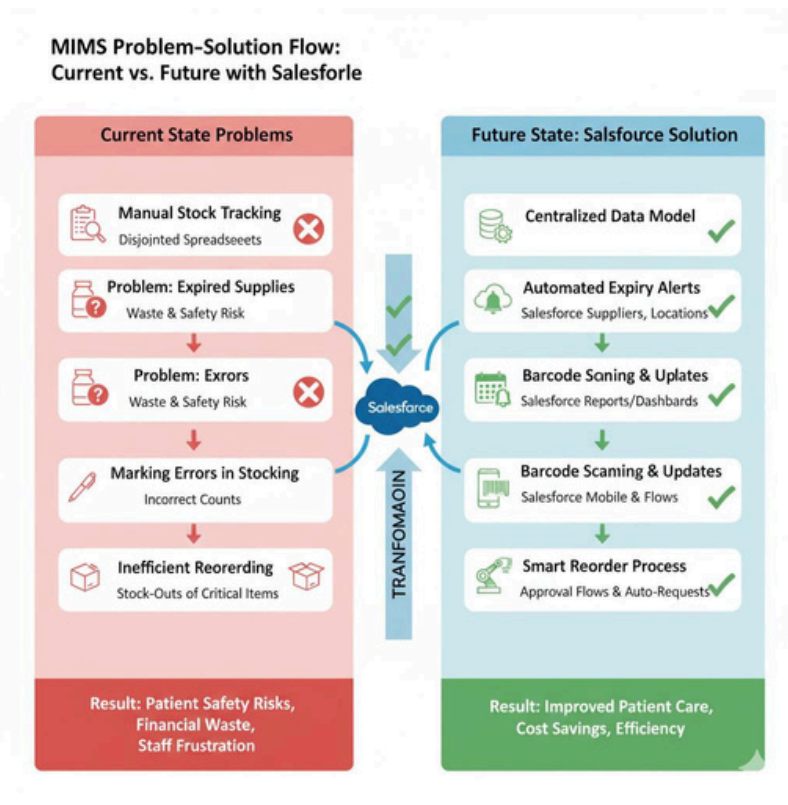 MIMS Problem-Solution Flow:
Current vs. Future with Salesforle
Current State Problems
Manual Stock Tracking
Disjointed Spreadseeets
Problem: Expired Supplies
Waste & Safety Risk
Problem: Exrors
Waste & Safety Risk
Marking Errors in Stocking
Incorrect Counts
Inefficient Reorerding
Stock-Outs of Critical Items
Result: Patient Safety Risks,
Financial Waste,
Staff Frustration
Salesfarce
TRANFOMAOIN
Future State: Salsfource Solution
Centralized Data Model
Automated Expiry Alerts
Salesforce Suppliers, Locations
Barcode Soning & Uplates
Salesforce Reports/Dashbards
Barcode Scaming & Updates
Salesforce Mobile & Flows
Smart Reorder Process
Approval Flows & Auto-Requests
Result: Improved Patient Care,
Cost Savings, Efficiency